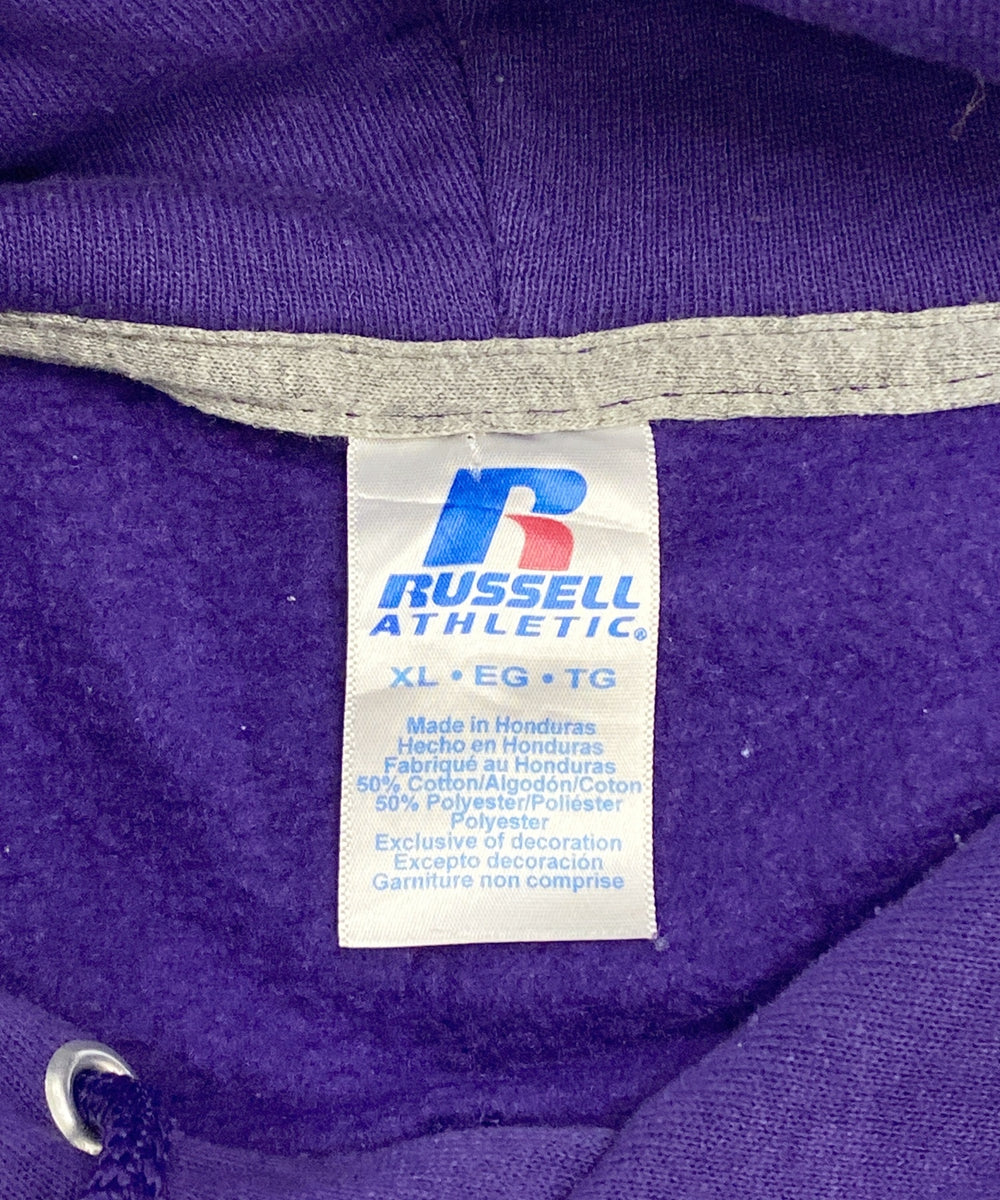 R
RUSSELL
ATHLETIC®
XL • EG • TG
Made in Honduras
Hecho en Honduras
Fabriqué au Honduras
50% Cotton/Algodón/Coton
50% Polyester/Poliéster
Polyester
Exclusive of decoration
Excepto decoración
Garniture non comprise